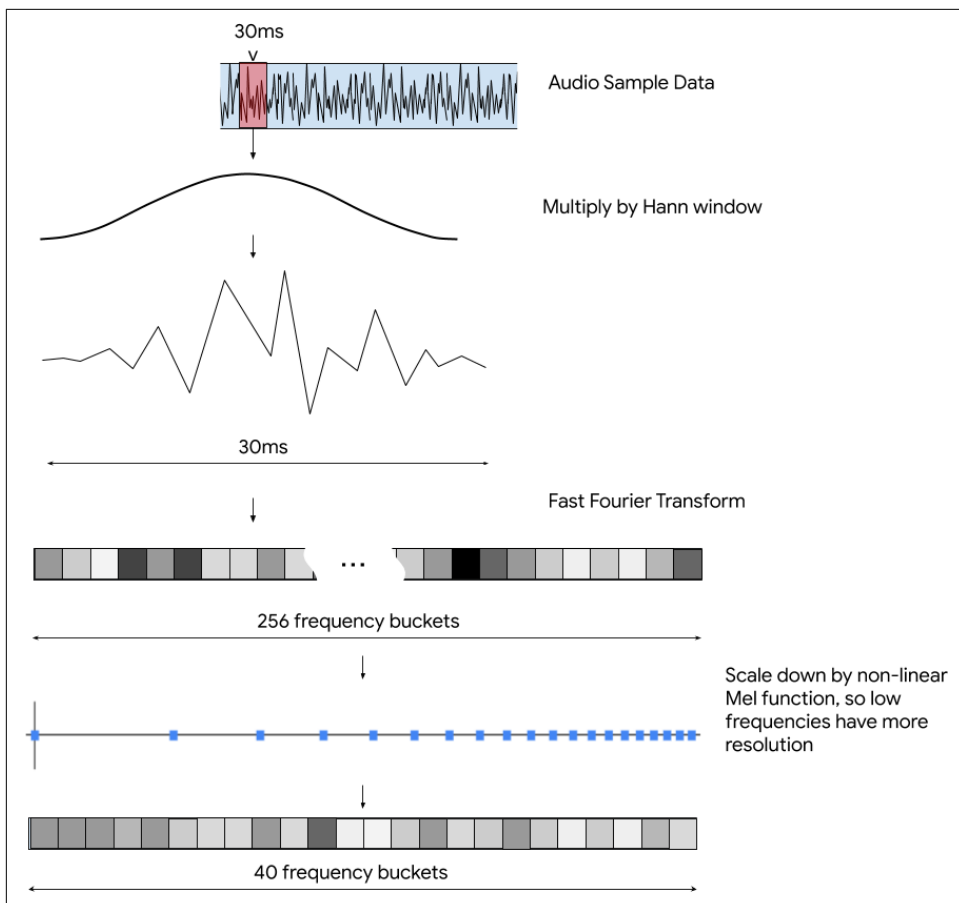 30ms
Audio Sample Data
Multiply by Hann window
30ms
Fast Fourier Transform
...
256 frequency buckets
Scale down by non-linear
Mel function, so low
frequencies have more
resolution
40 frequency buckets